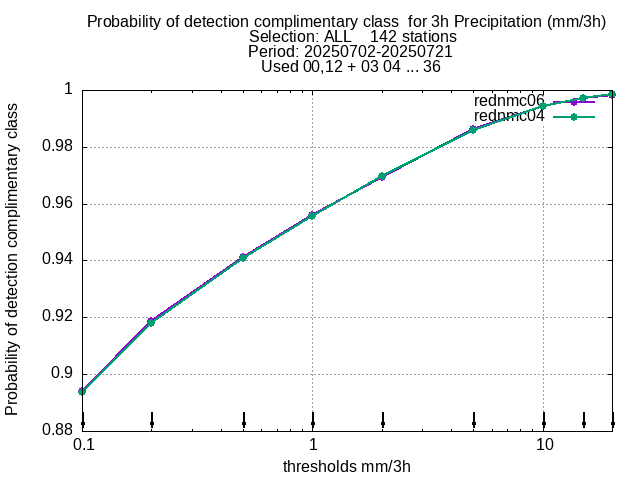 Probability of detection complimentary class  for 3h Precipitation (mm/3h)
Selection: ALL    142 stations
Period: 20250702-20250721
Used 00,12 + 03 04 ... 36
Probability of detection complimentary class
1
0.98
0.96
0.94
0.92
0.9
0.88
rednmc06
rednmc04
0.1 1 10
thresholds mm/3h